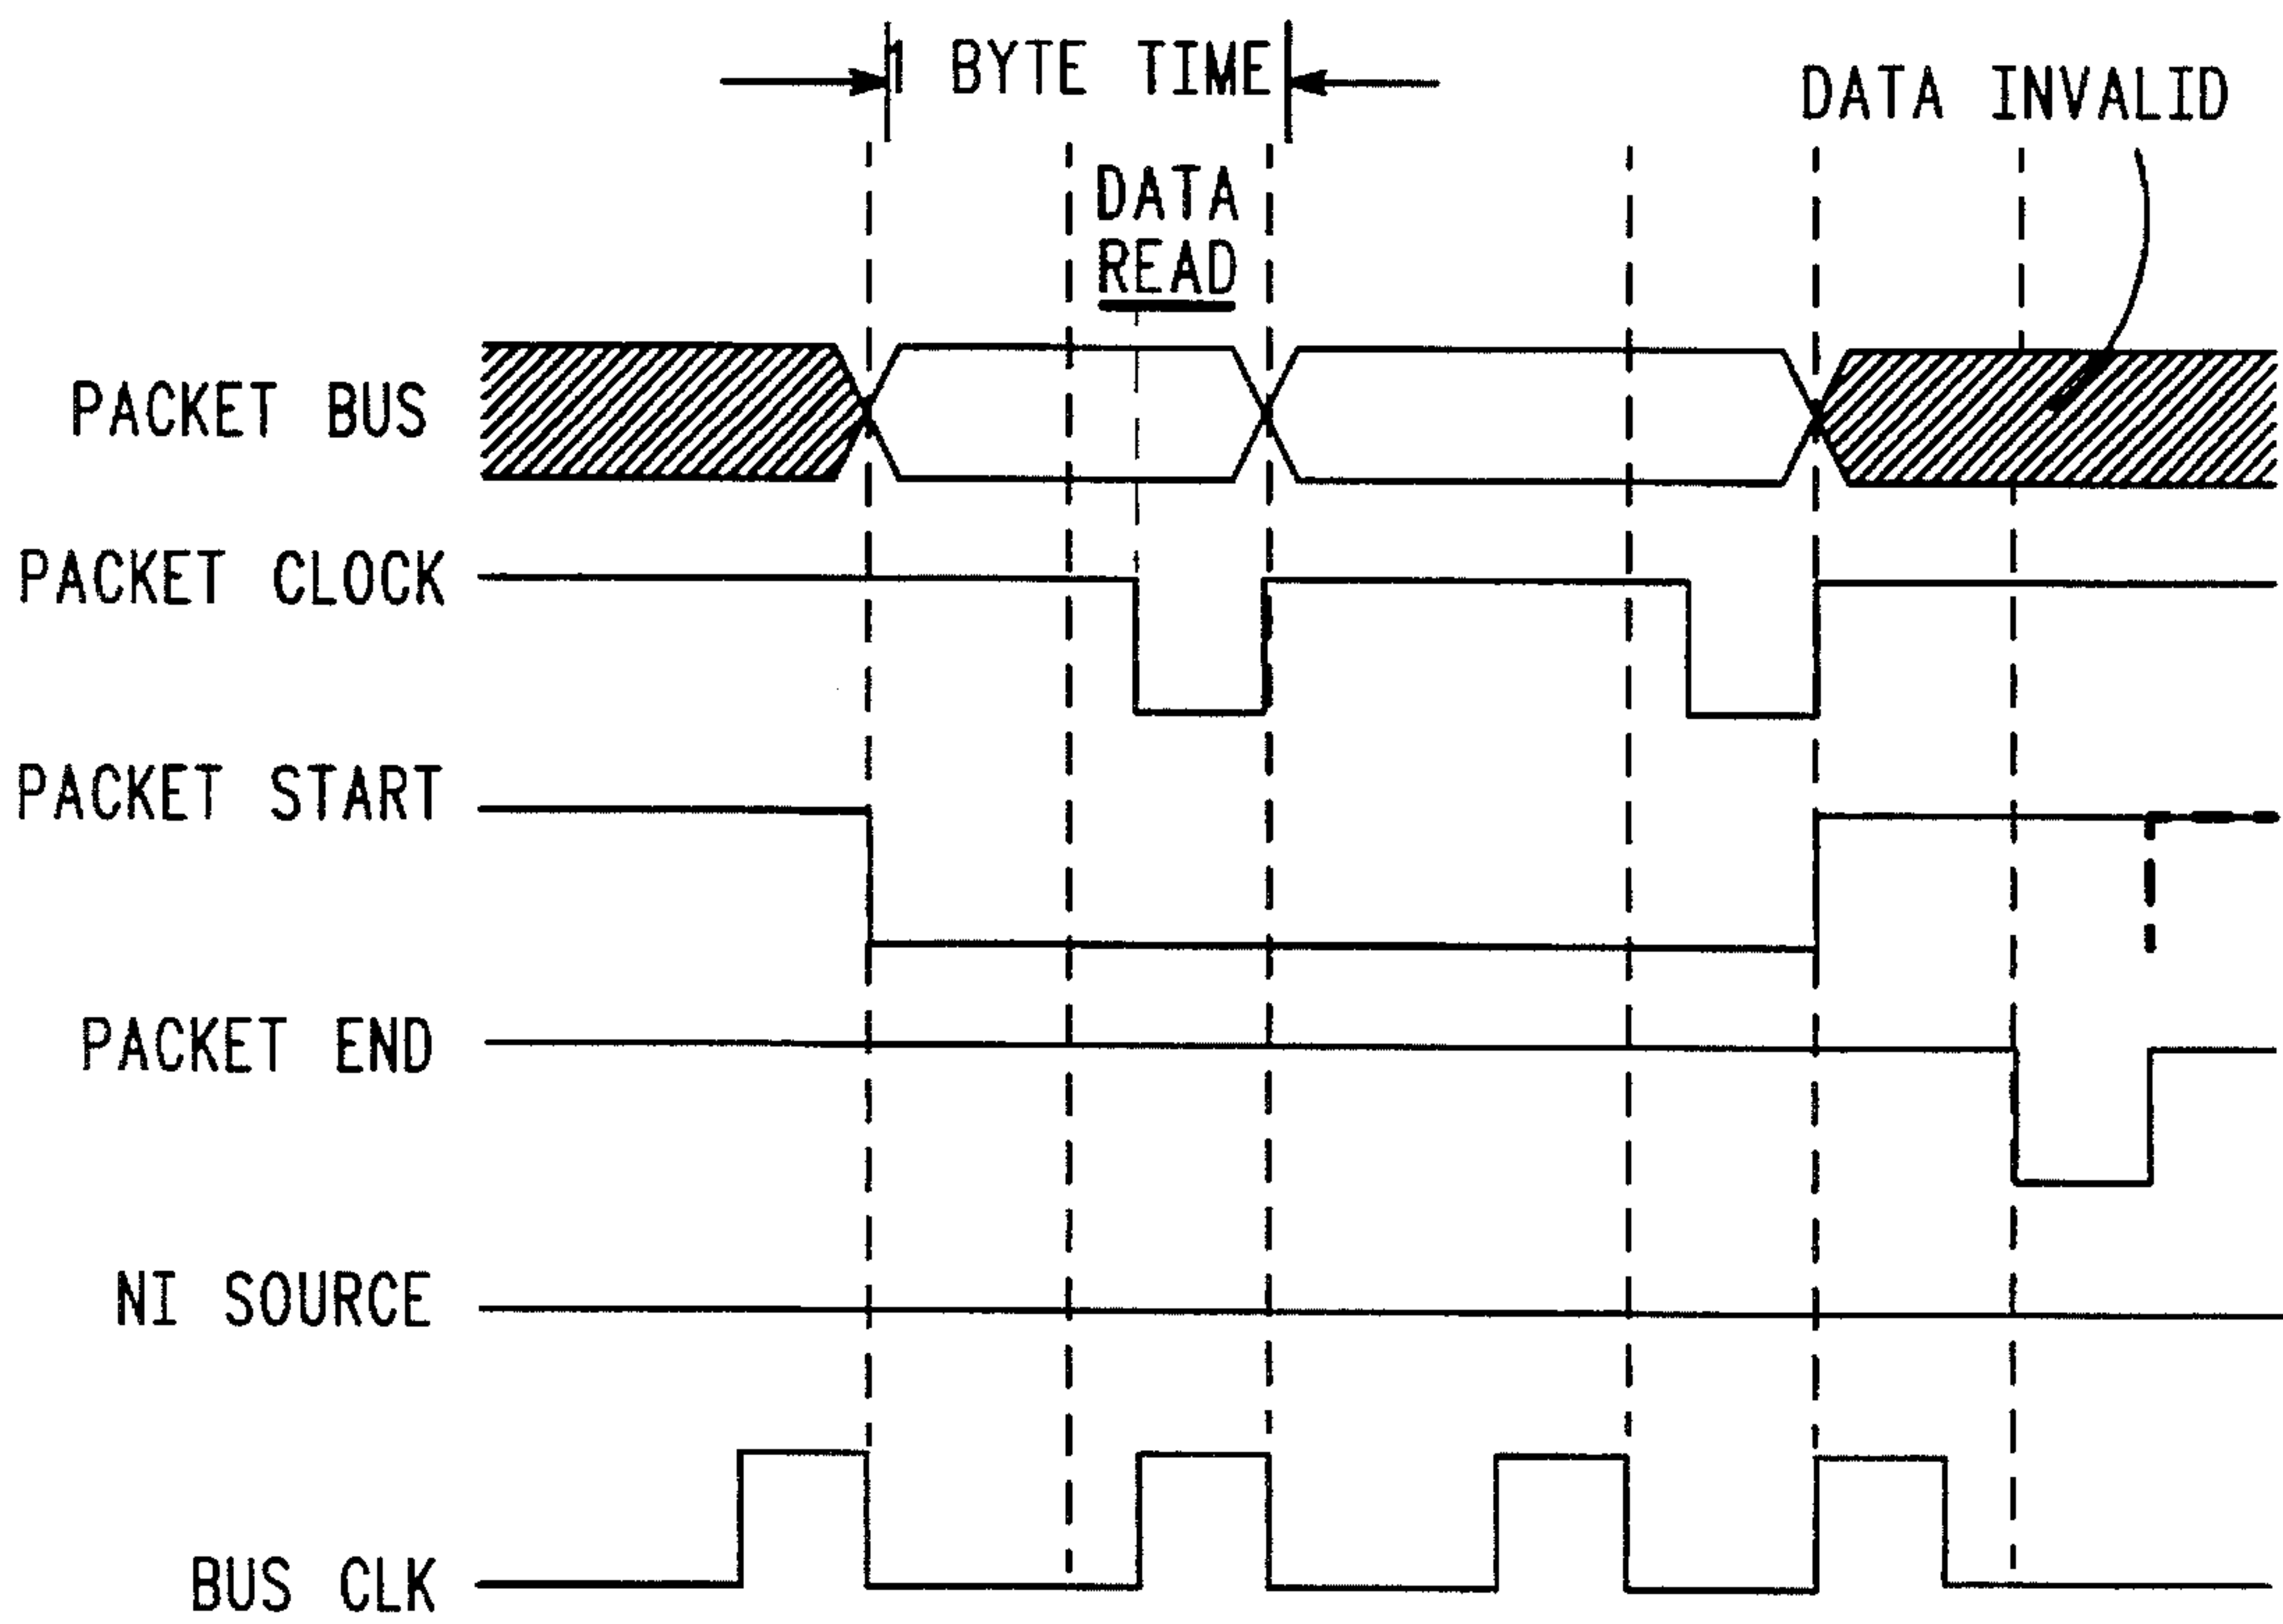 1 BYTE TIME
DATA INVALID
DATA
READ
PACKET BUS
PACKET CLOCK
PACKET START
PACKET END
NI SOURCE
BUS CLK